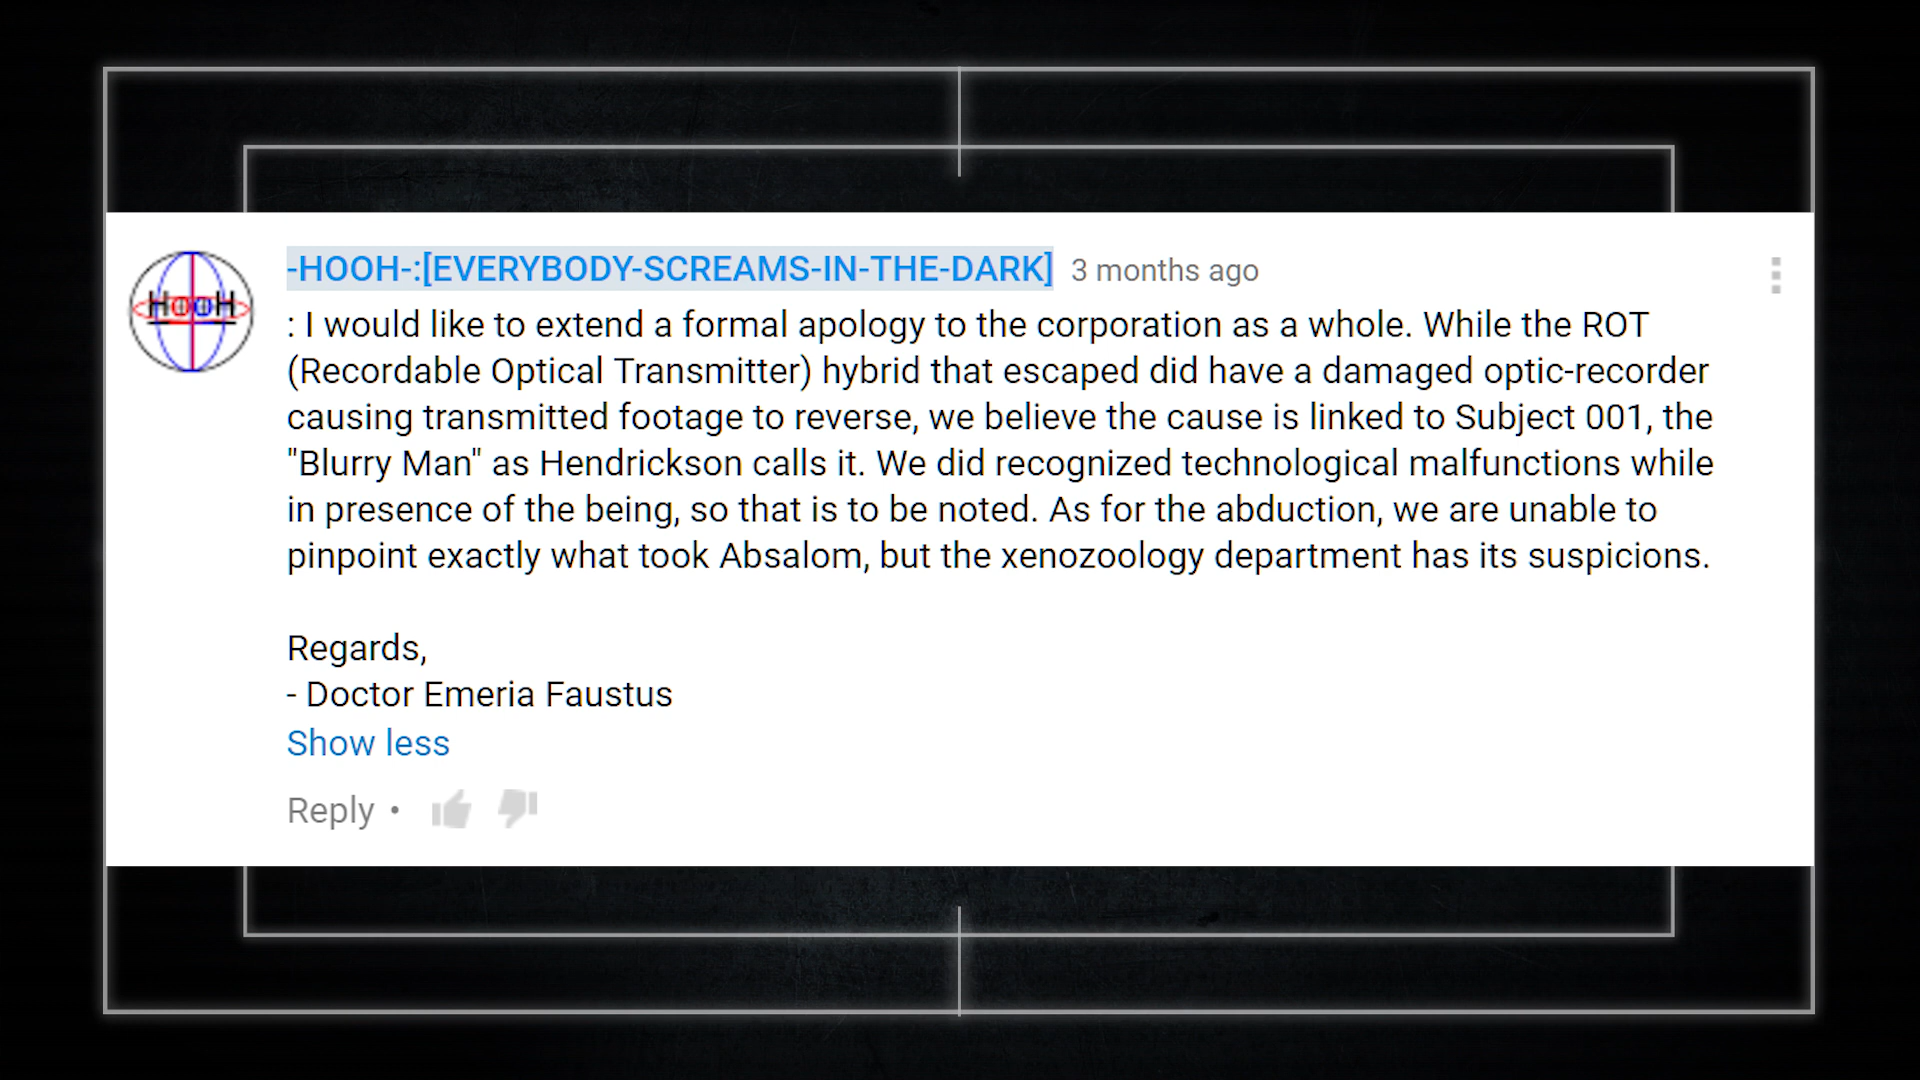 HOOH
-HOOH-:[EVERYBODY-SCREAMS-IN-THE-DARK] 3 months ago
: I would like to extend a formal apology to the corporation as a whole. While the ROT
(Recordable Optical Transmitter) hybrid that escaped did have a damaged optic-recorder
causing transmitted footage to reverse, we believe the cause is linked to Subject 001, the
"Blurry Man" as Hendrickson calls it. We did recognized technological malfunctions while
in presence of the being, so that is to be noted. As for the abduction, we are unable to
pinpoint exactly what took Absalom, but the xenozoology department has its suspicions.
Regards,
- Doctor Emeria Faustus
Show less
Reply •